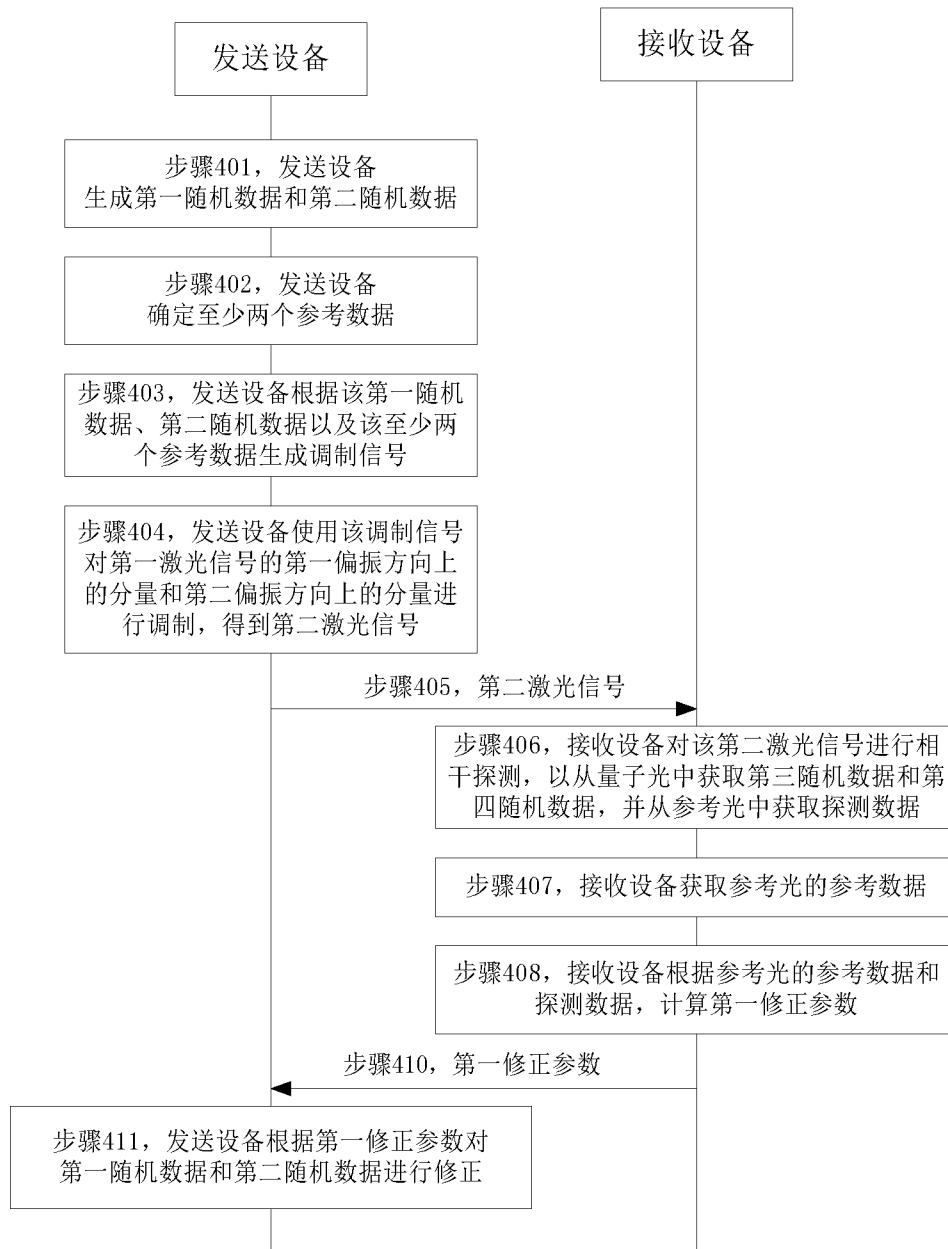 发送设备
接收设备
步骤401，发送设备
生成第一随机数据和第二随机数据
步骤402，发送设备
确定至少两个参考数据
步骤403，发送设备根据该第一随机
数据、第二随机数据以及该至少两
个参考数据生成调制信号
步骤404，发送设备使用该调制信号
对第一激光信号的第一偏振方向上
的分量和第二偏振方向上的分量进
行调制，得到第二激光信号
步骤405，第二激光信号
步骤406，接收设备对该第二激光信号进行相
干探测，以从量子光中获取第三随机数据和第
四随机数据，并从参考光中获取探测数据
步骤407，接收设备获取参考光的参考数据
步骤408，接收设备根据参考光的参考数据和
探测数据，计算第一修正参数
步骤410，第一修正参数
步骤411，发送设备根据第一修正参数对
第一随机数据和第二随机数据进行修正